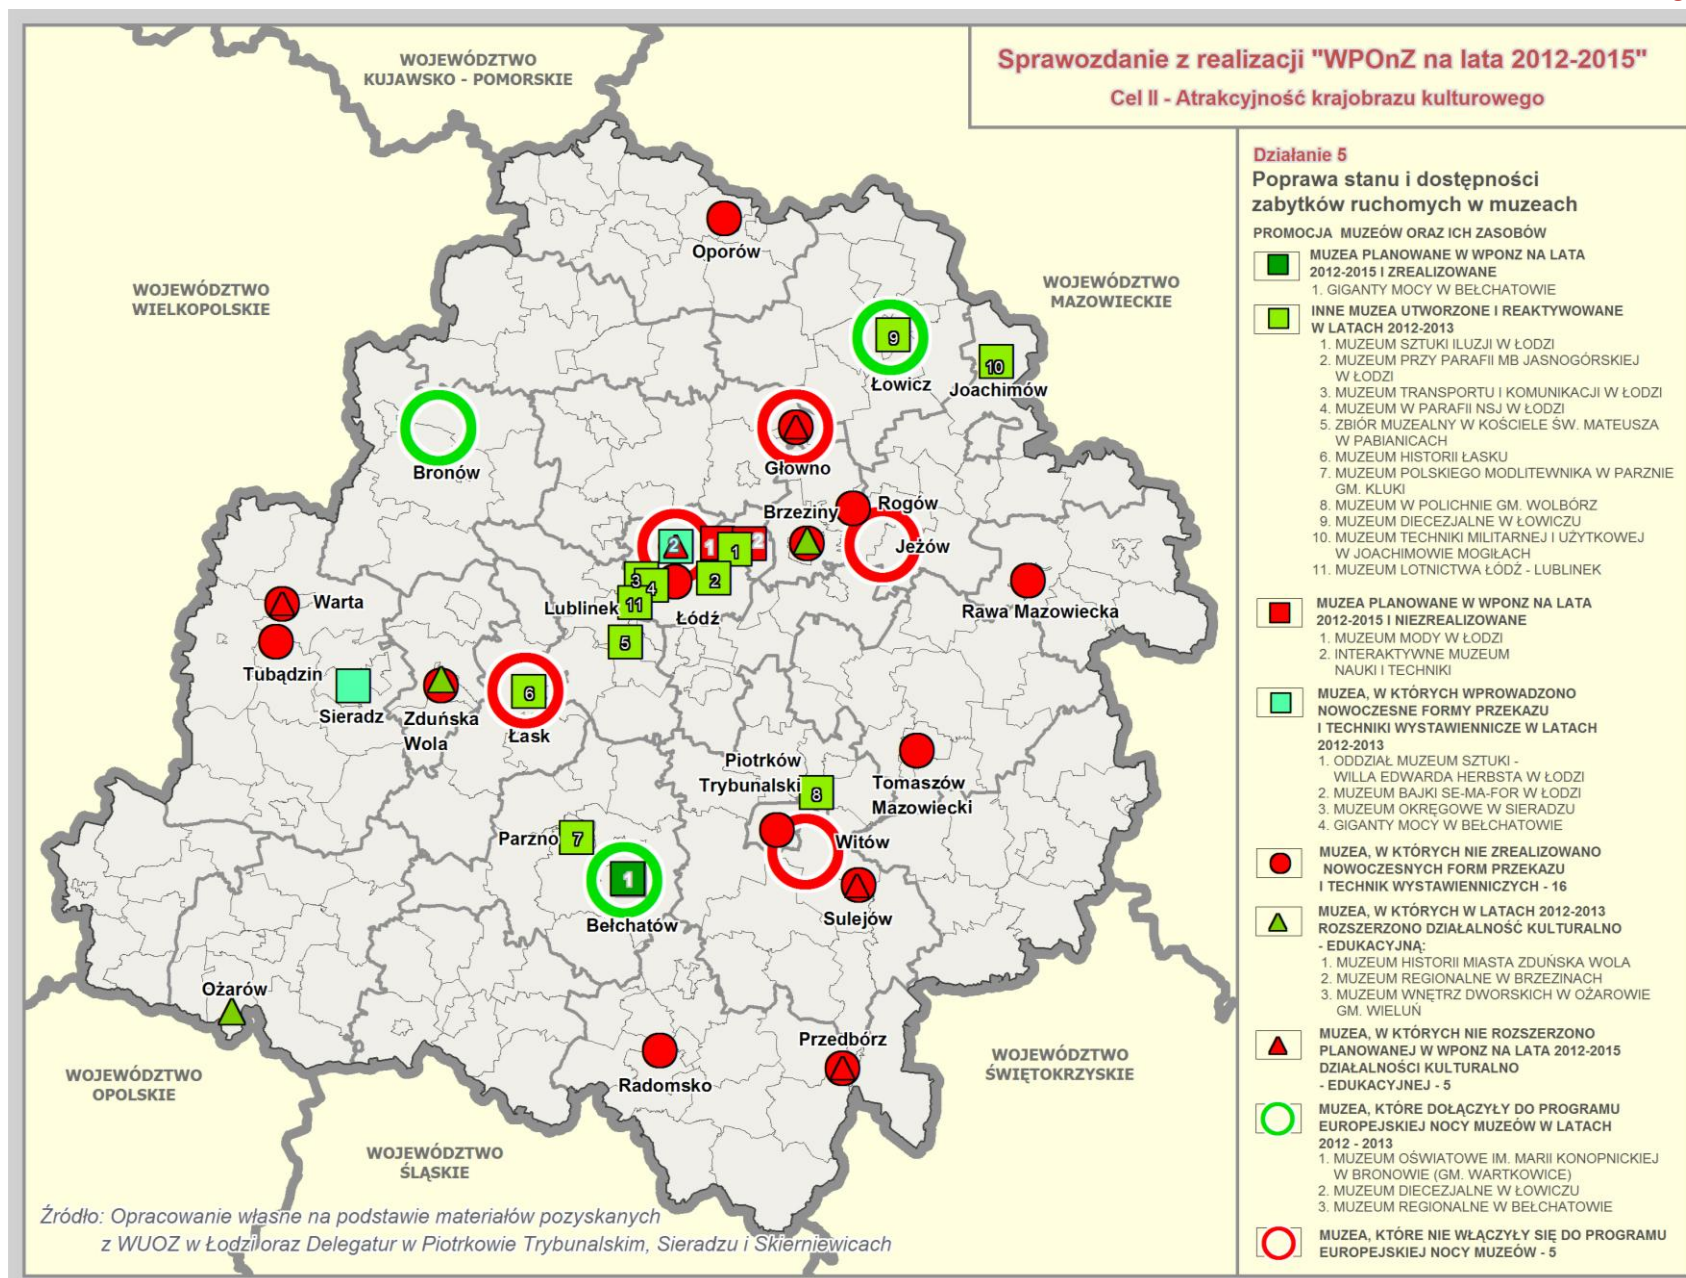 Sprawozdanie z realizacji "WPOnZ na lata 2012-2015"
Cel II - Atrakcyjność krajobrazu kulturowego
WOJEWÓDZTWO
KUJAWSKO - POMORSKIE
WOJEWÓDZTWO
WIELKOPOLSKIE
WOJEWÓDZTWO
MAZOWIECKIE
Oporów
9
Łowicz
10
Joachimów
Bronów
Głowno
Rogów
Brzeziny
Jeżów
2
1
1
2
3
4
2
11
Lublinek
Łódź
5
Rawa Mazowiecka
Warta
Tubądzin
Sieradz
Zduńska
Wola
6
Łask
Piotrków
Trybunalski
8
Tomaszów
Mazowiecki
Parzno
7
Witów
1
Bełchatów
Sulejów
Ożarów
Radomsko
Przedbórz
WOJEWÓDZTWO
OPOLSKIE
WOJEWÓDZTWO
ŚLĄSKIE
WOJEWÓDZTWO
ŚWIĘTOKRZYSKIE
Źródło: Opracowanie własne na podstawie materiałów pozyskanych
z WUOZ w Łodzi oraz Delegatur w Piotrkowie Trybunalskim, Sieradzu i Skierniewicach
Działanie 5
Poprawa stanu i dostępności
zabytków ruchomych w muzeach
PROMOCJA MUZEÓW ORAZ ICH ZASOBÓW
MUZEA PLANOWANE W WPONZ NA LATA
2012-2015 I ZREALIZOWANE
1. GIGANTY MOCY W BEŁCHATOWIE
INNE MUZEA UTWORZONE I REAKTYWOWANE
W LATACH 2012-2013
1. MUZEUM SZTUKI ILUZJI W ŁODZI
2. MUZEUM PRZY PARAFII MB JASNOGÓRSKIEJ
W ŁODZI
3. MUZEUM TRANSPORTU I KOMUNIKACJI W ŁODZI
4. MUZEUM W PARAFII NSJ W ŁODZI
5. ZBIÓR MUZEALNY W KOŚCIELE ŚW. MATEUSZA
W PABIANICACH
6. MUZEUM HISTORII ŁASKU
7. MUZEUM POLSKIEGO MODLITEWNIKA W PARZNIE
GM. KLUKI
8. MUZEUM W POLICHNIE GM. WOLBÓRZ
9. MUZEUM DIECEZJALNE W ŁOWICZU
10. MUZEUM TECHNIKI MILITARNEJ I UŻYTKOWEJ
W JOACHIMOWIE MOGIŁACH
11. MUZEUM LOTNICTWA ŁÓDŹ - LUBLINEK
MUZEA PLANOWANE W WPONZ NA LATA
2012-2015 I NIEZREALIZOWANE
1. MUZEUM MODY W ŁODZI
2. INTERAKTYWNE MUZEUM
NAUKI I TECHNIKI
MUZEA, W KTÓRYCH WPROWADZONO
NOWOCZESNE FORMY PRZEKAZU
I TECHNIKI WYSTAWIENNICZE W LATACH
2012-2013
1. ODDZIAŁ MUZEUM SZTUKI -
WILLA EDWARDA HERBSTA W ŁODZI
2. MUZEUM BAJKI SE-MA-FOR W ŁODZI
3. MUZEUM OKRĘGOWE W SIERADZU
4. GIGANTY MOCY W BEŁCHATOWIE
MUZEA, W KTÓRYCH NIE ZREALIZOWANO
NOWOCZESNYCH FORM PRZEKAZU
I TECHNIK WYSTAWIENNICZYCH - 16
MUZEA, W KTÓRYCH W LATACH 2012-2013
ROZSZERZONO DZIAŁALNOŚĆ KULTURALNO
- EDUKACYJNĄ:
1. MUZEUM HISTORII MIASTA ZDUŃSKA WOLA
2. MUZEUM REGIONALNE W BRZEZINACH
3. MUZEUM WNĘTRZ DWORSKICH W OŻAROWIE
GM. WIELUŃ
MUZEA, W KTÓRYCH NIE ROZSZERZONO
PLANOWANEJ W WPONZ NA LATA 2012-2015
DZIAŁALNOŚCI KULTURALNO
- EDUKACYJNEJ - 5
MUZEA, KTÓRE DOŁĄCZYŁY DO PROGRAMU
EUROPEJSKIEJ NOCY MUZEÓW W LATACH
2012 - 2013
1. MUZEUM OŚWIATOWE IM. MARII KONOPNICKIEJ
W BRONOWIE (GM. WARTKOWICE)
2. MUZEUM DIECEZJALNE W ŁOWICZU
3. MUZEUM REGIONALNE W BEŁCHATOWIE
MUZEA, KTÓRE NIE WŁĄCZYŁY SIĘ DO PROGRAMU
EUROPEJSKIEJ NOCY MUZEÓW - 5